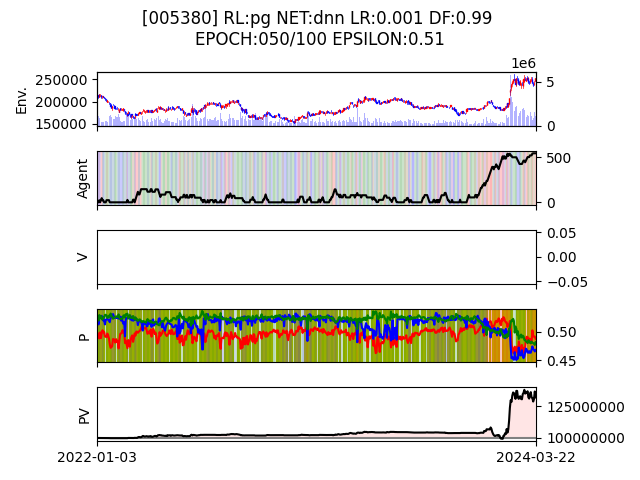 [005380] RL:pg NET:dnn LR:0.001 DF:0.99
EPOCH:050/100 EPSILON:0.51
1e6
Env.
250000
200000
150000
5
0
Agent
500
0
V
0.05
0.00
−0.05
P
0.50
0.45
PV
125000000
100000000
2022-01-03
2024-03-22